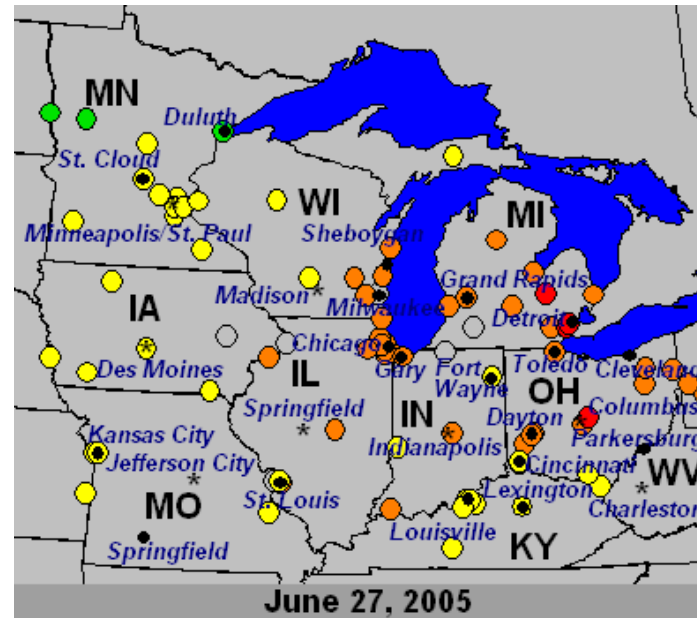 MN
Duluth
St. Cloud
WI
MI
Minneapolis/St. Paul
Sheboygan
Grand Rapids
IA
Madison
Milwaukee
Detroit
Chicago
Des Moines
IL
Gary
Fort
Wayne
Toledo
Cleveland
OH
Springfield
IN
Dayton
Columbus
Kansas City
Indianapolis
Parkersburg
Jefferson City
Cincinnati
WV
MO
St. Louis
Lexington
Charleston
Louisville
Springfield
KY
June 27, 2005